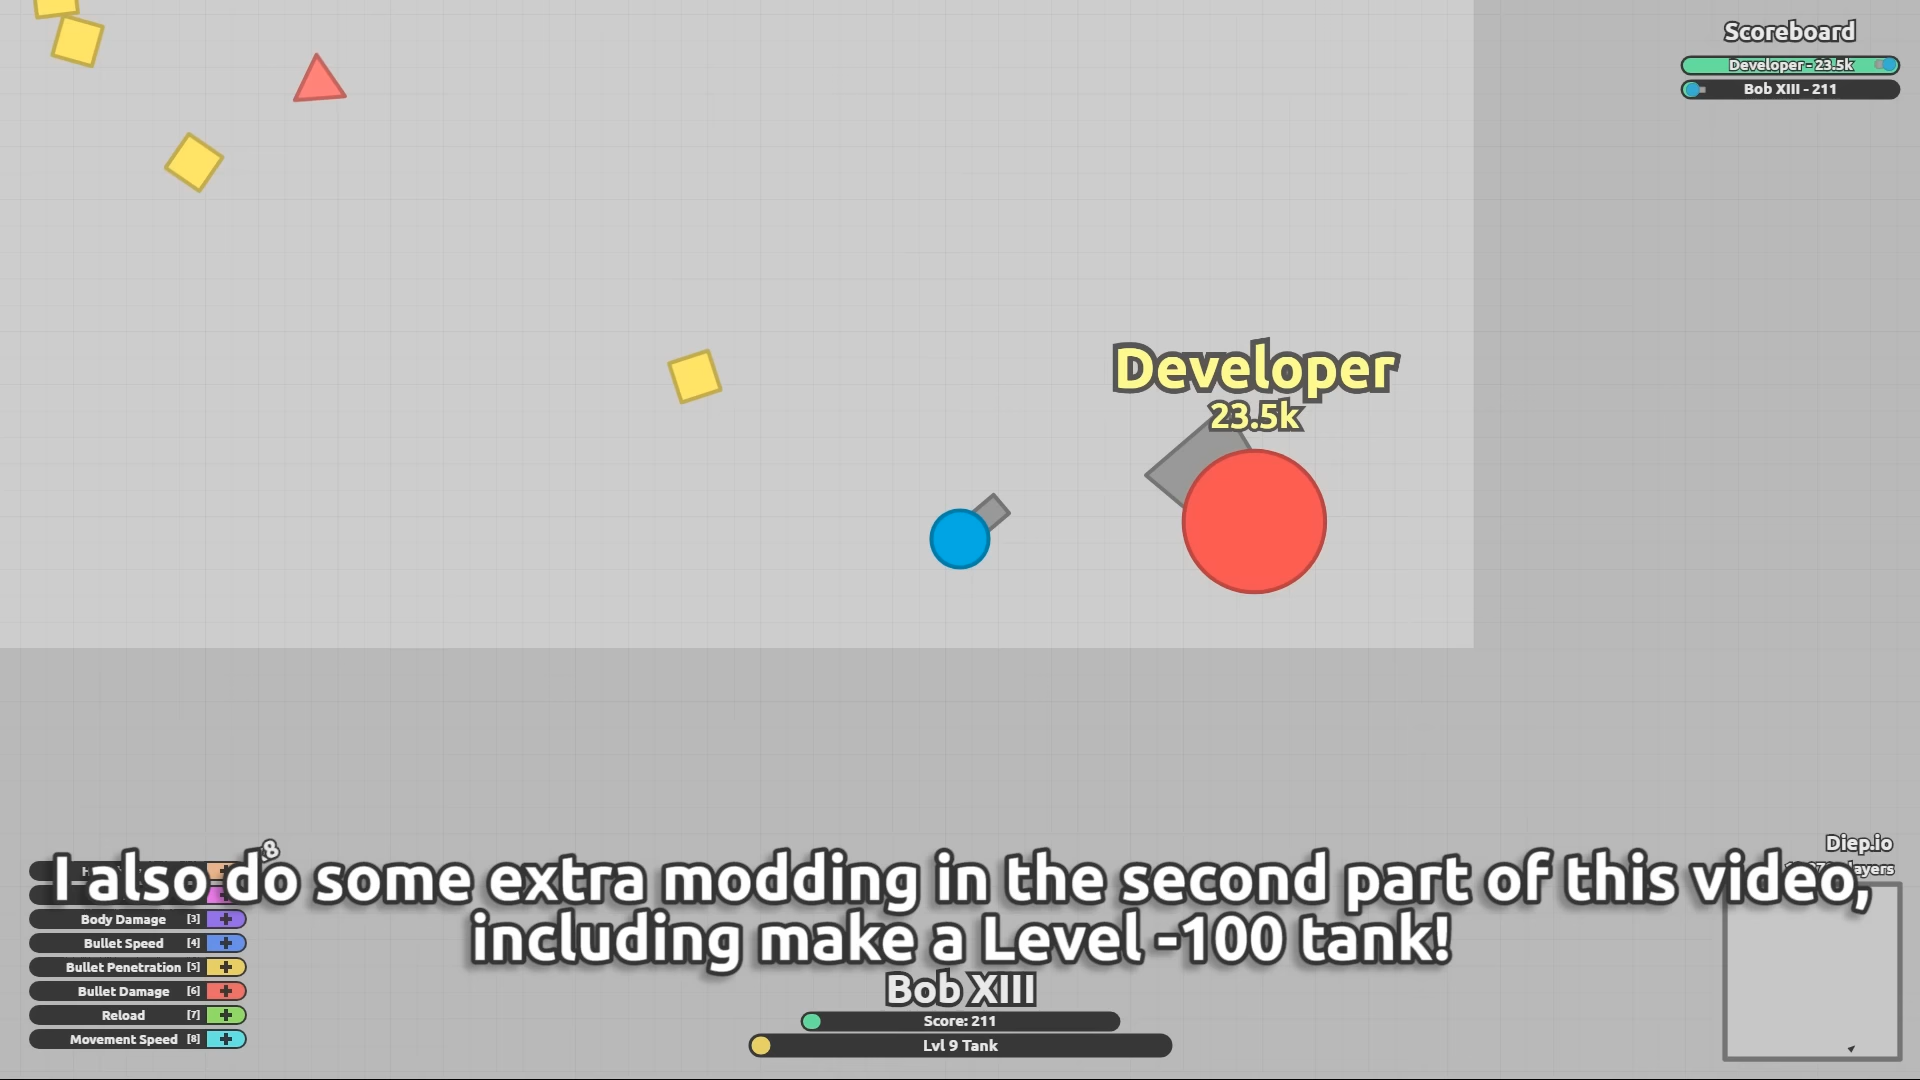 Scoreboard
Developer - 23.5k
Bob XIII - 211
Developer
23.5k
Diep.io
I also do some extra modding in the second part of this video,
including make a Level -100 tank!
Body Damage [3]
Bullet Speed [4]
Bullet Penetration [5]
Bullet Damage [6]
Reload [7]
Movement Speed [8]
Bob XIII
Score: 211
Lvl 9 Tank